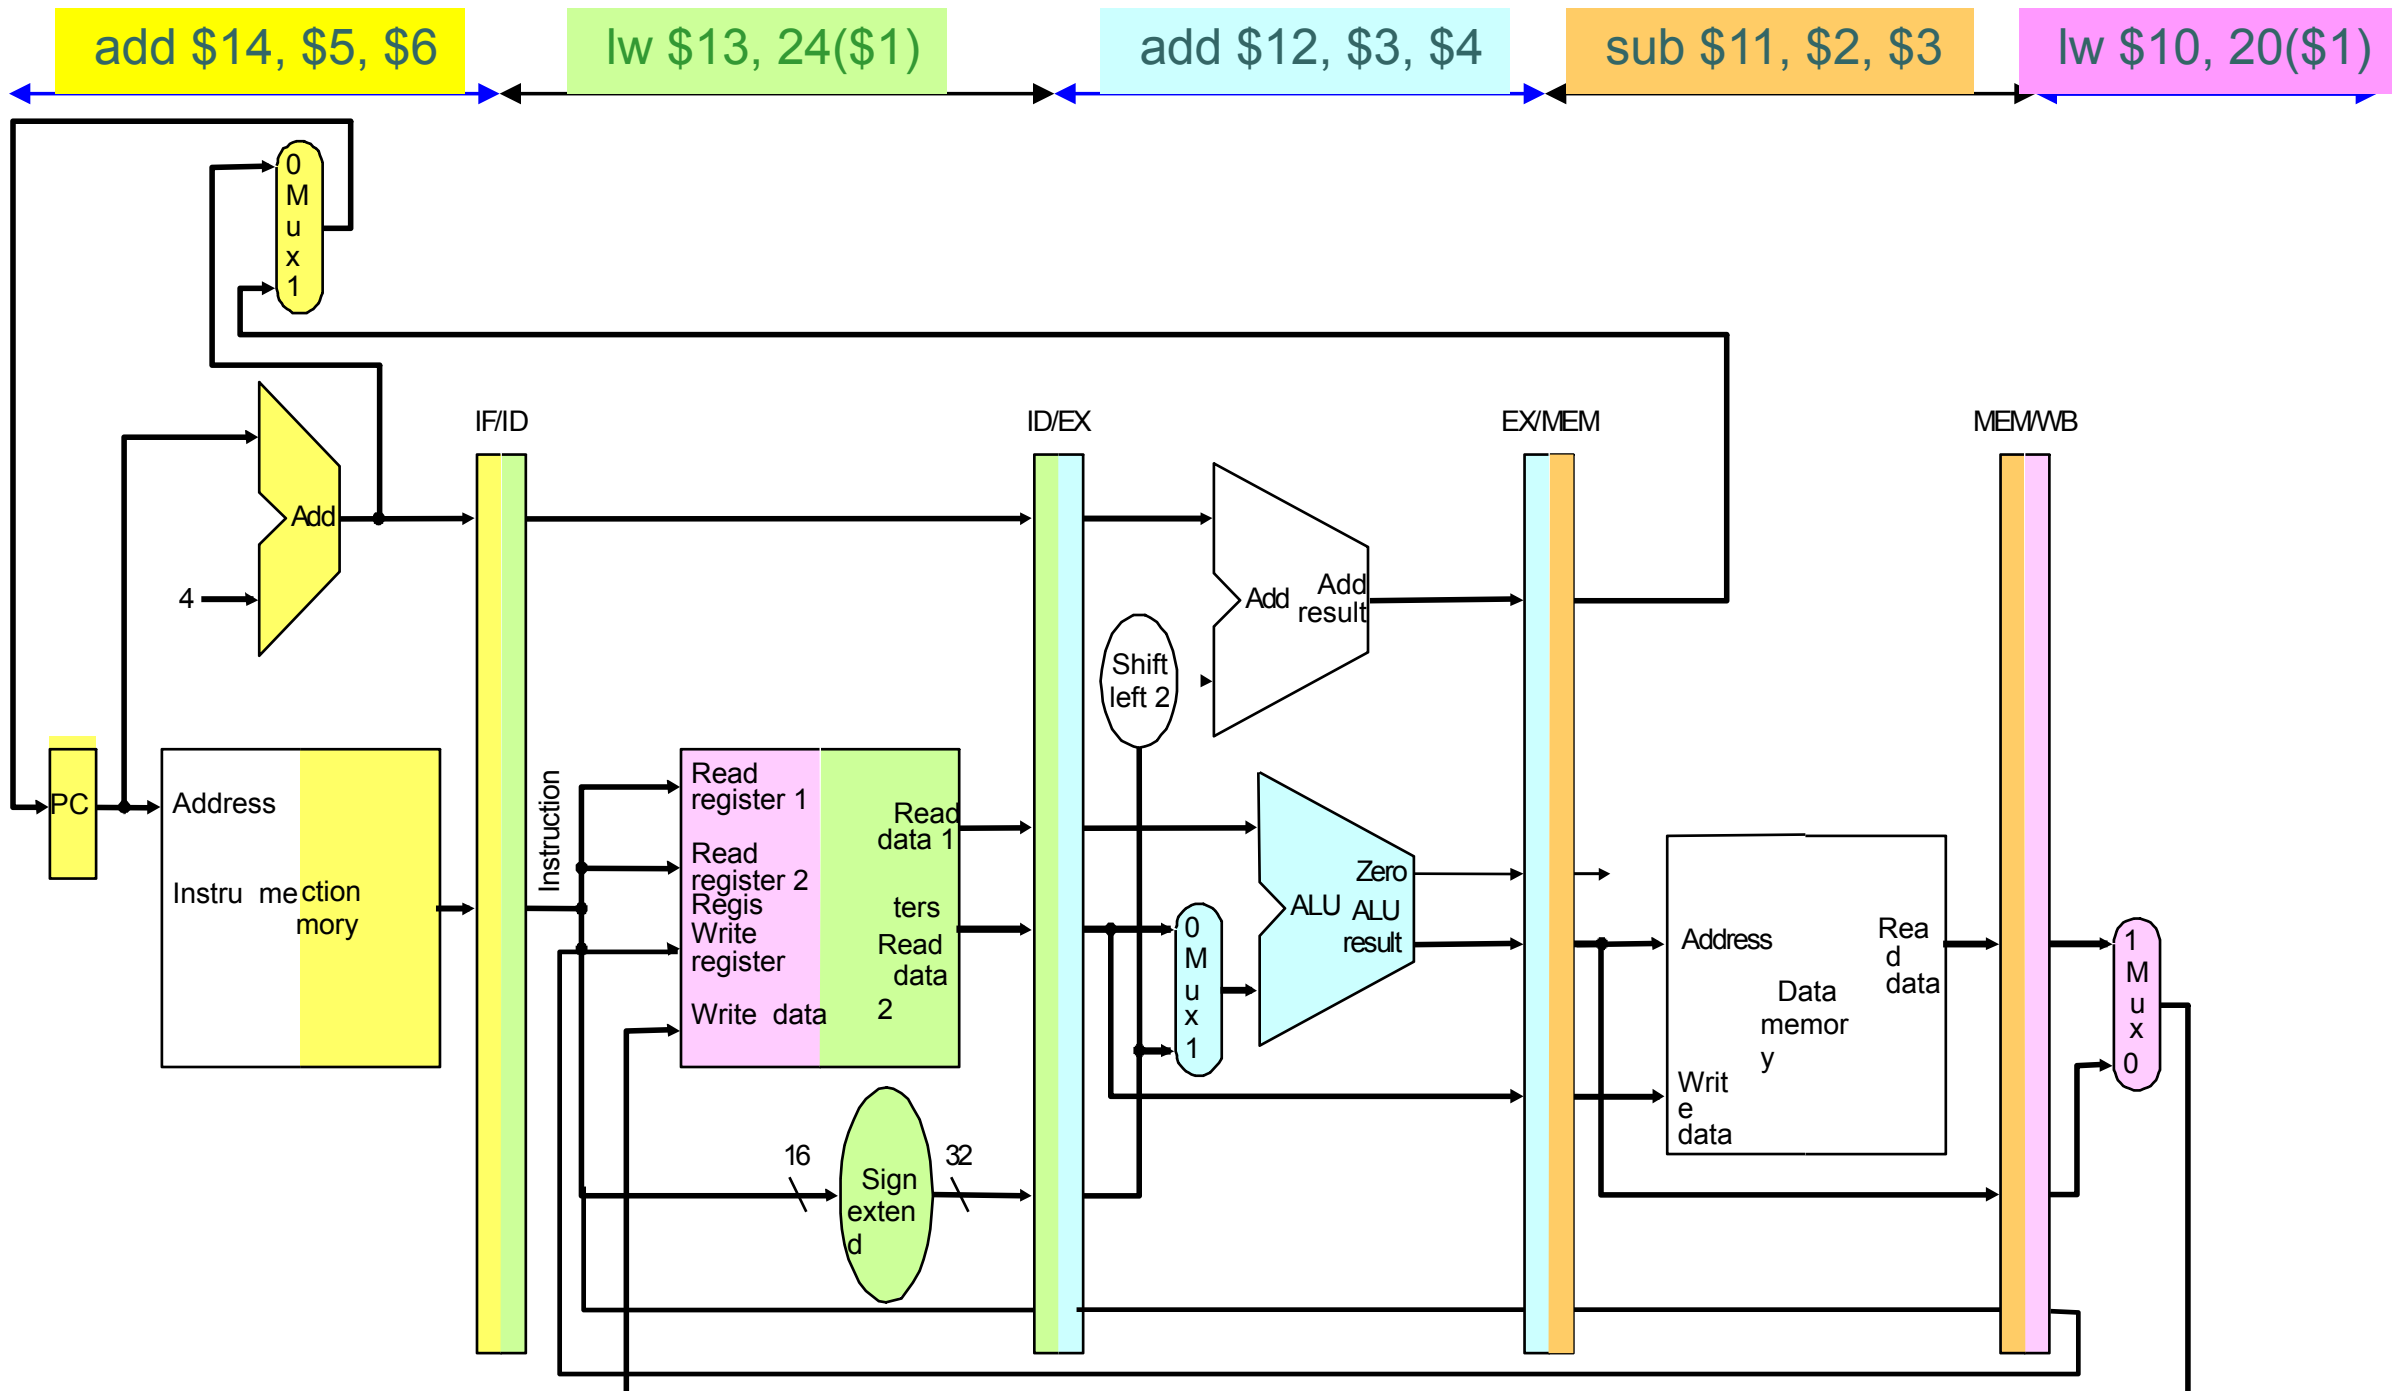 add $14, $5, $6
lw $13, 24($1)
add $12, $3, $4
sub $11, $2, $3
lw $10, 20($1)
0
M
u
x
1
IF/ID
ID/EX
EX/MEM
MEM/WB
Add
4
Add
Add
result
Shift
left 2
PC
Address
Instru me
ction
mory
Instruction
Read
register 1
Read
register 2
Regis
Write
register
Write data
Read
data 1
ters
Read
data
2
0
M
u
x
1
Zero
ALU
ALU
result
Address
Rea
d
data
Data
memor
y
Writ
e
data
1
M
u
x
0
16
Sign
exten
d
32